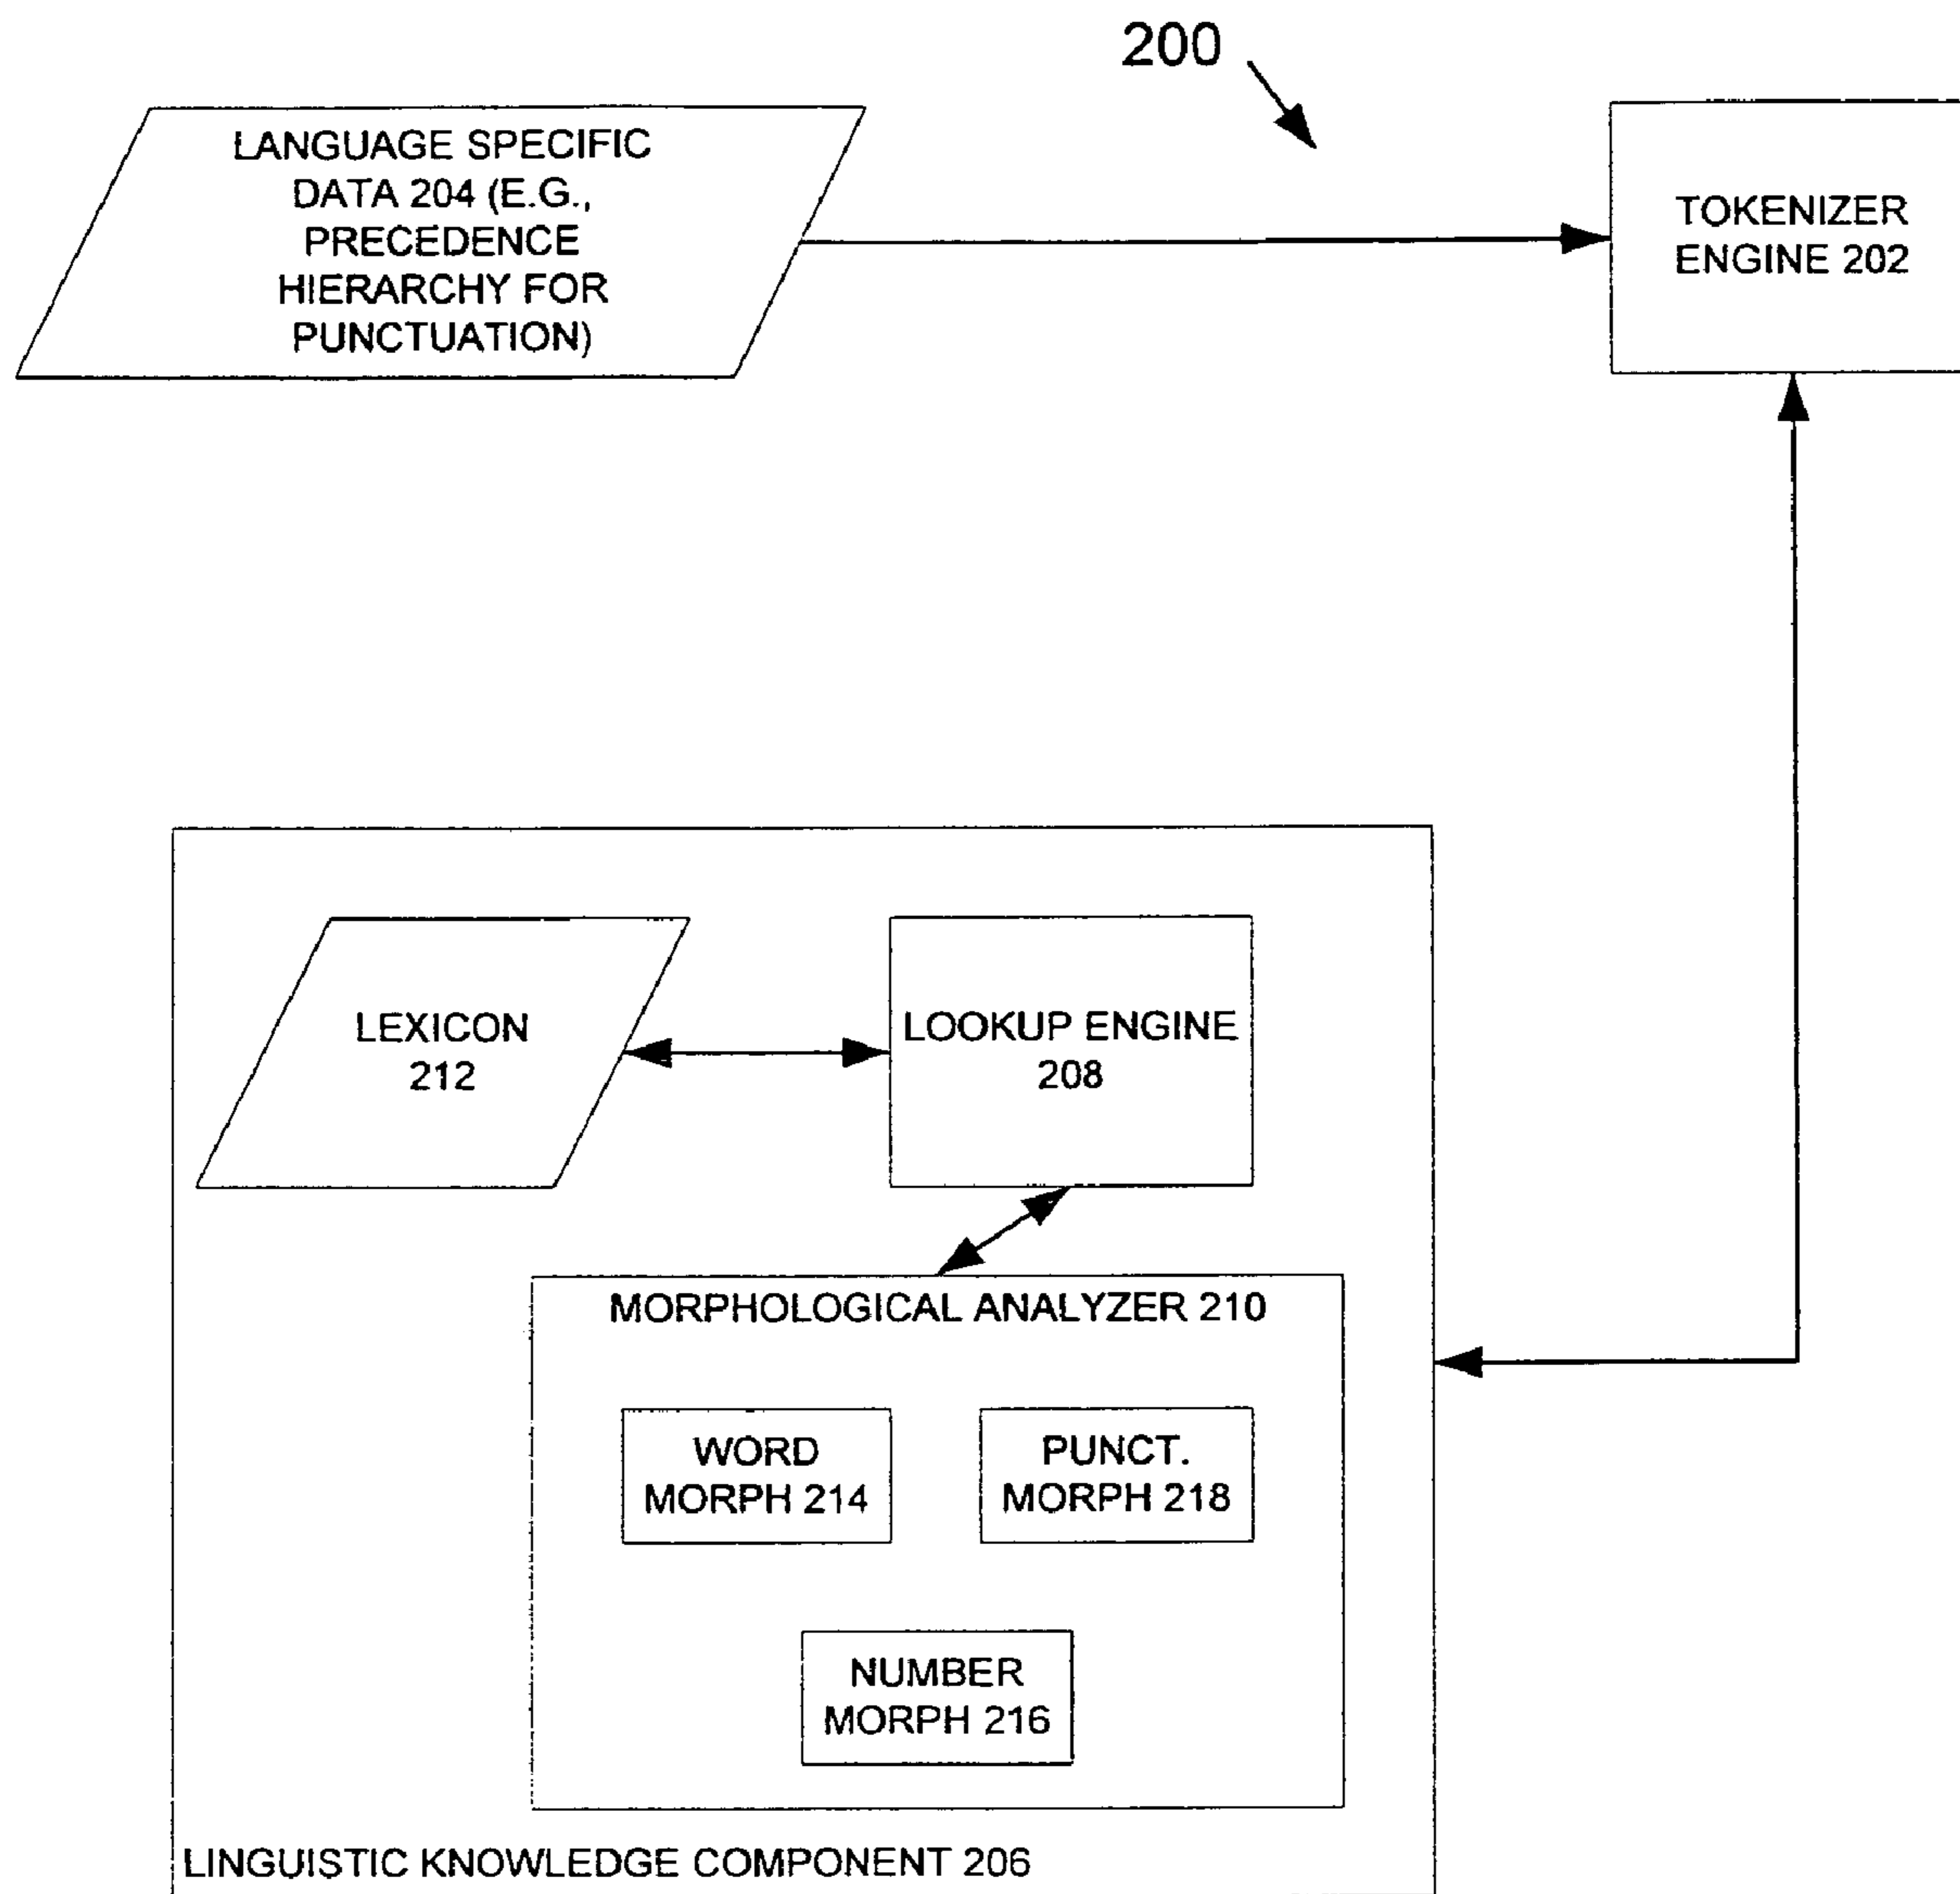 200
LANGUAGE SPECIFIC
DATA 204 (E.G.,
PRECEDENCE
HIERARCHY FOR
PUNCTUATION)
TOKENIZER
ENGINE 202
LEXICON
212
LOOKUP ENGINE
208
MORPHOLOGICAL ANALYZER 210
WORD
MORPH 214
PUNCT.
MORPH 218
NUMBER
MORPH 216
LINGUISTIC KNOWLEDGE COMPONENT 206